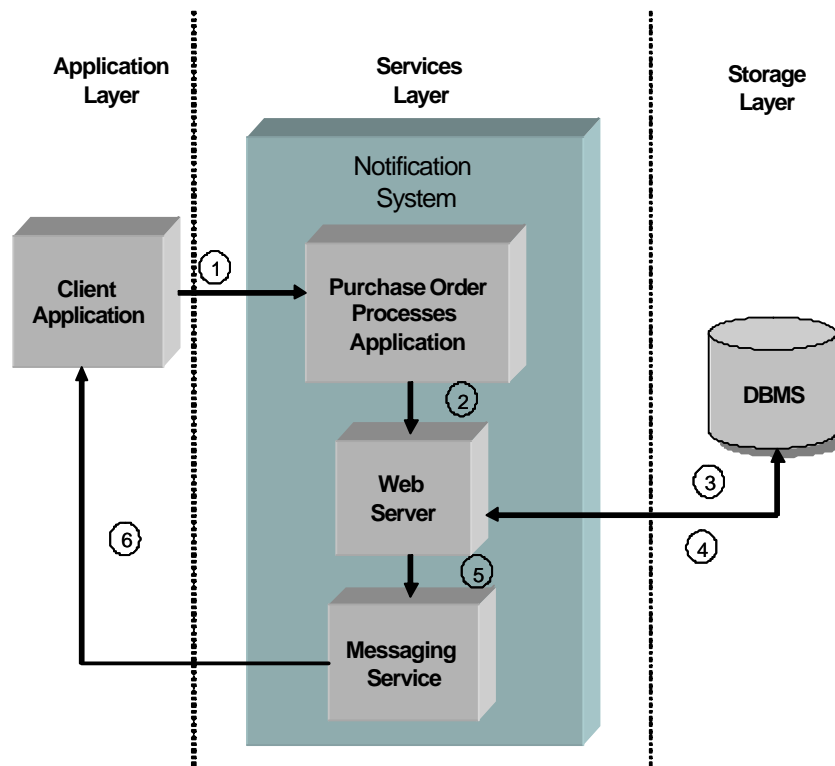 Application
Layer
Services
Layer
Storage
Layer
Notification
System
Client
Application
1
Purchase Order
Processes
Application
2
DBMS
Web
Server
3
4
5
6
Messaging
Service